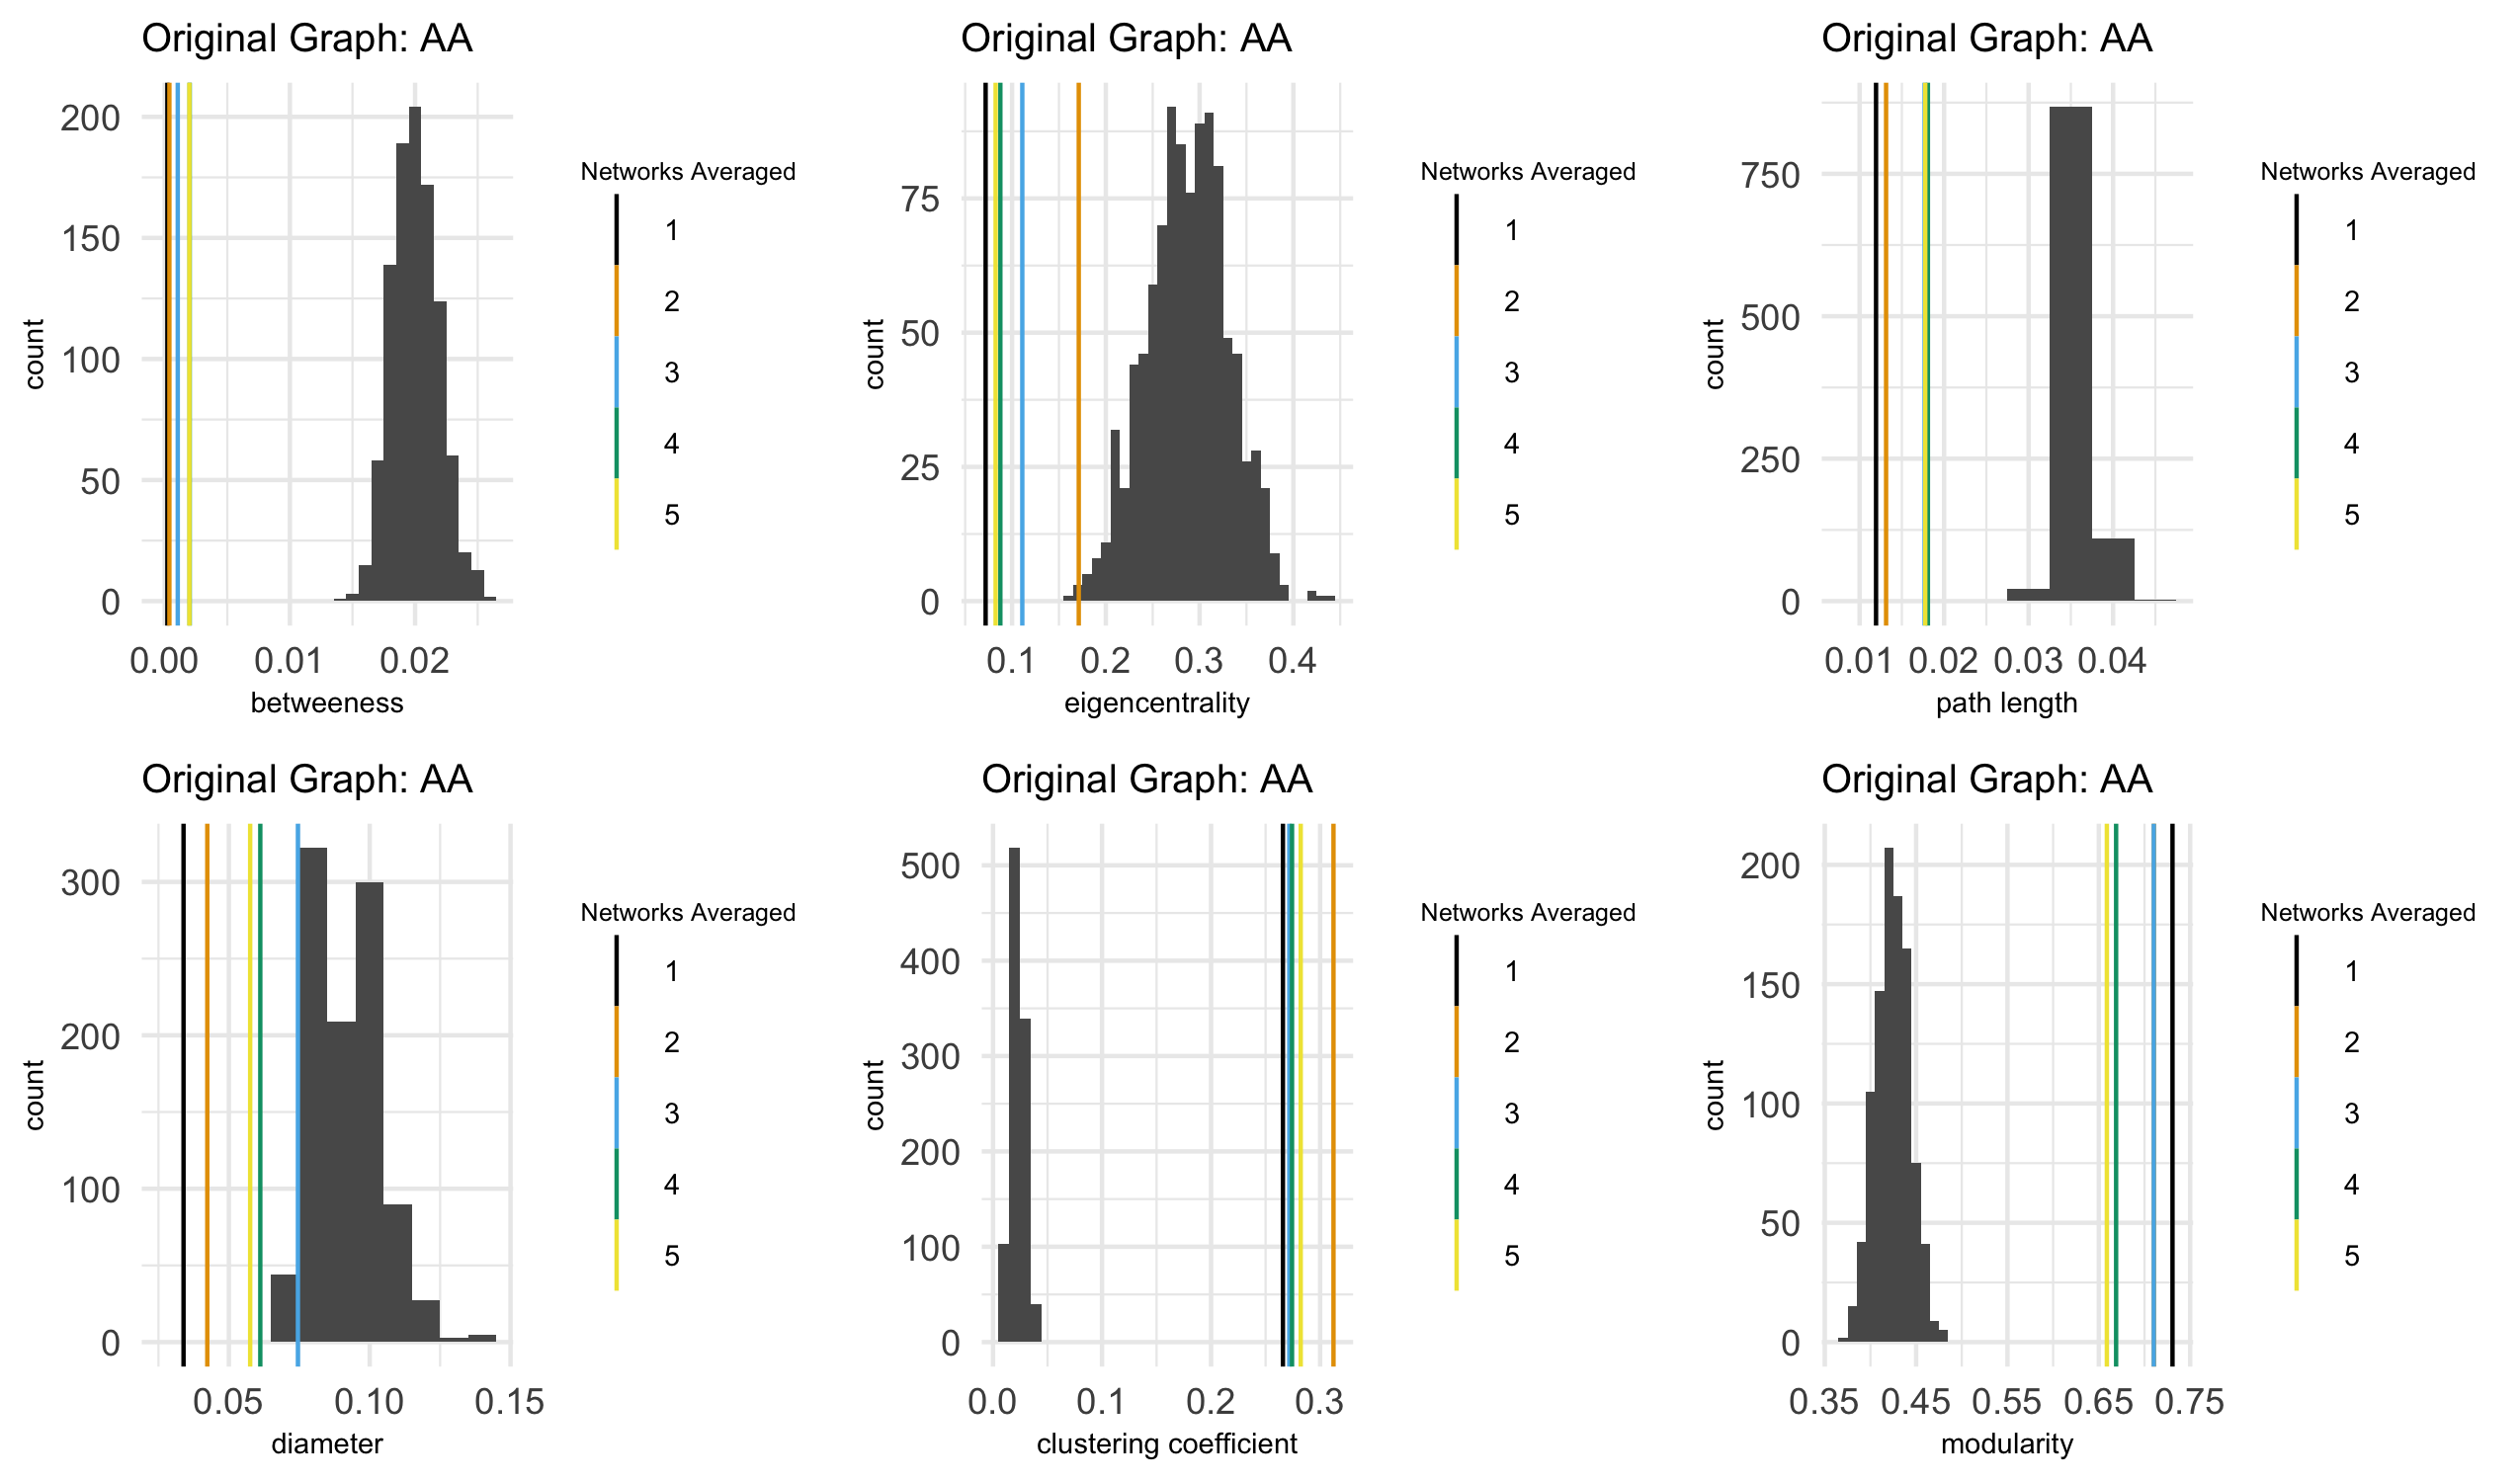 Original Graph: AA
200
150
100
50
0
count
0.00 0.01 0.02
betweeness
Networks Averaged
1
2
3
4
5
Original Graph: AA
75
50
25
0
count
0.1 0.2 0.3 0.4
eigencentrality
Networks Averaged
1
2
3
4
5
Original Graph: AA
750
500
250
0
count
0.01 0.02 0.03 0.04
path length
Networks Averaged
1
2
3
4
5
Original Graph: AA
300
200
100
0
count
0.05 0.10 0.15
diameter
Networks Averaged
1
2
3
4
5
Original Graph: AA
500
400
300
200
100
0
count
0.0 0.1 0.2 0.3
clustering coefficient
Networks Averaged
1
2
3
4
5
Original Graph: AA
200
150
100
50
0
count
0.35 0.45 0.55 0.65 0.75
modularity
Networks Averaged
1
2
3
4
5